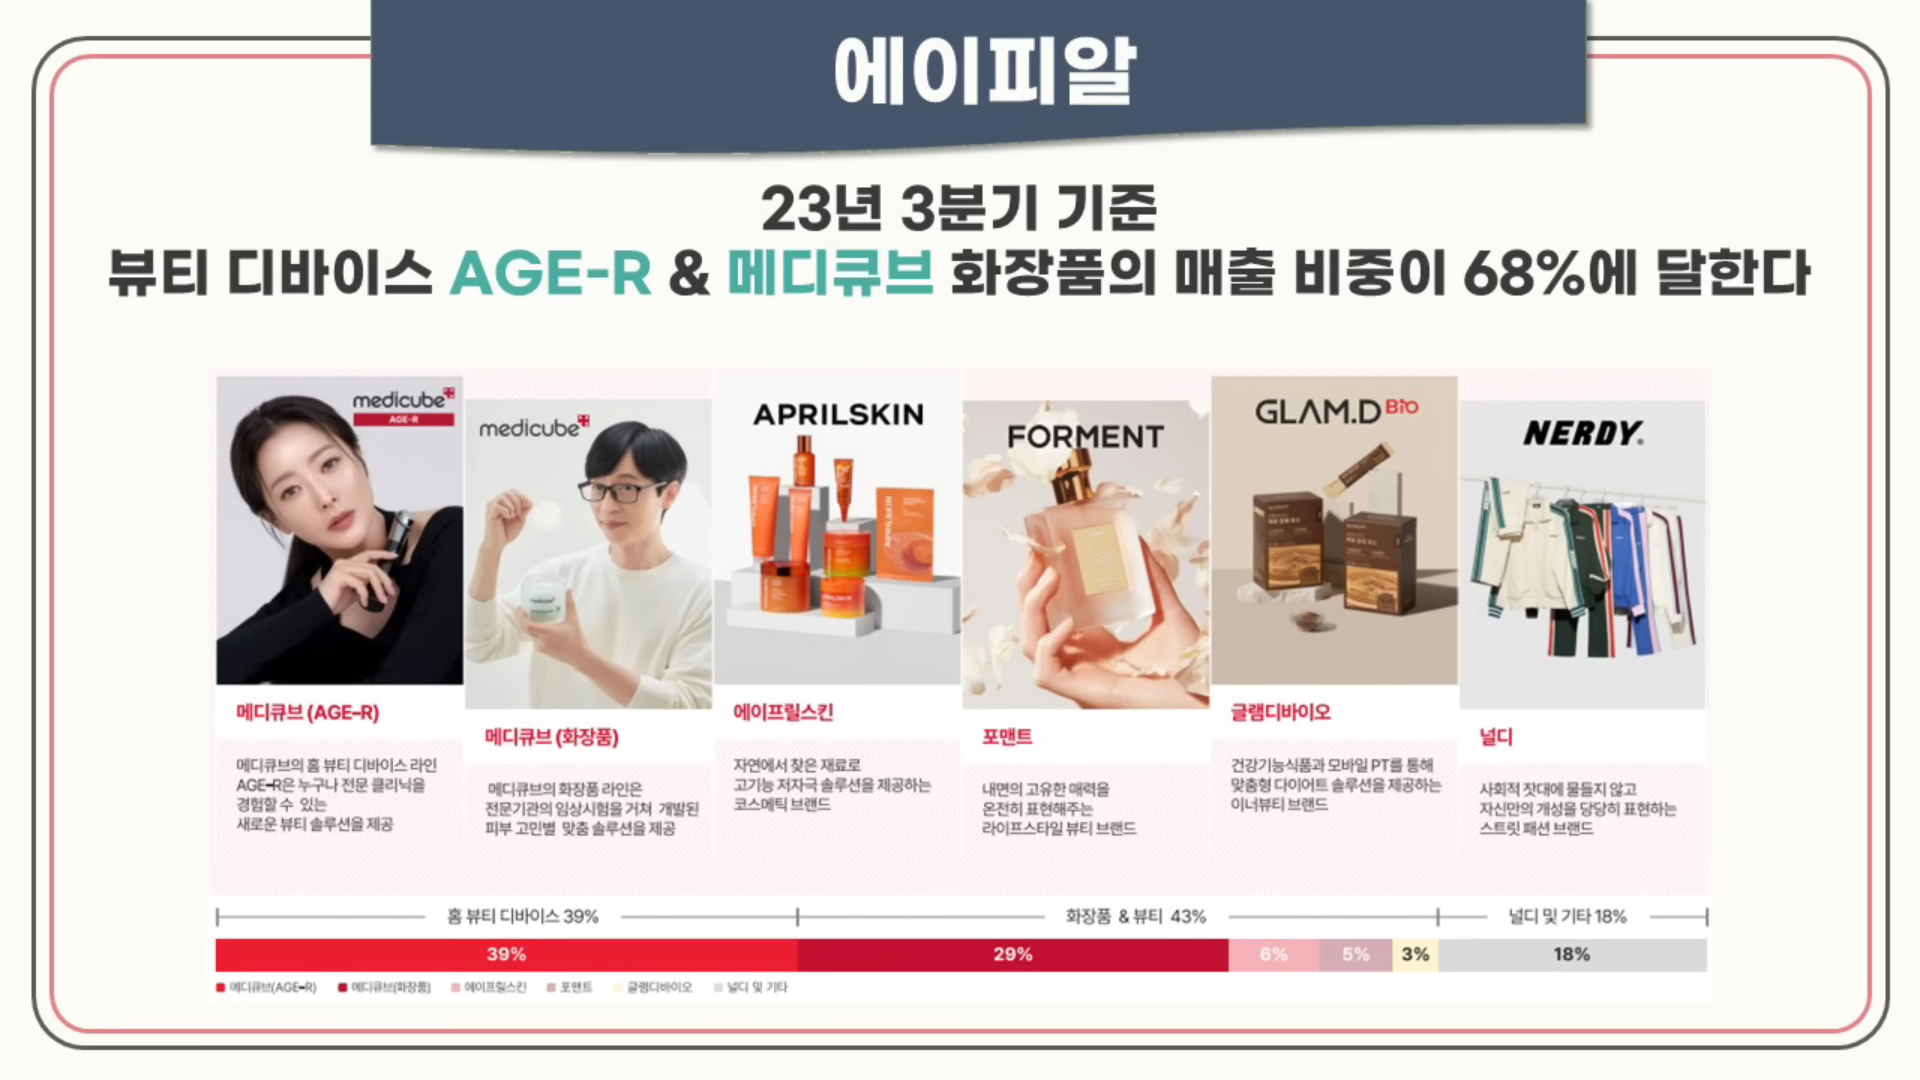 에이피알
23년 3분기 기준
뷰티 디바이스 AGE-R & 메디큐브 화장품의 매출 비중이 68%에 달한다
medicube
AGE-R
medicube
APRILSKIN
FORMENT
GLAM.D Bio
NERDY.
메디큐브 (AGE-R)
메디큐브의 홈 뷰티 디바이스 라인
AGE-R은 누구나 전문 클리닉을
경험할 수 있는
새로운 뷰티 솔루션을 제공
메디큐브 (화장품)
메디큐브의 화장품 라인은
전문기관의 임상시험을 거쳐 개발된
피부 고민별 맞춤 솔루션을 제공
에이프릴스킨
자연에서 찾은 재료로
고기능 저자극 솔루션을 제공하는
코스메틱 브랜드
포맨트
내면의 고유한 매력을
온전히 표현해주는
라이프스타일 뷰티 브랜드
글램디바이오
건강기능식품과 모바일 PT를 통해
맞춤형 다이어트 솔루션을 제공하는
이너뷰티 브랜드
널디
사회적 잣대에 물들지 않고
자신만의 개성을 당당히 표현하는
스트릿 패션 브랜드
홈 뷰티 디바이스 39%
화장품 & 뷰티 43%
널디 및 기타 18%
39%
29%
6%
5%
3%
18%
메디큐브(AGE-R)
메디큐브(화장품)
에이프릴스킨
포맨트
글램디바이오
널디 및 기타